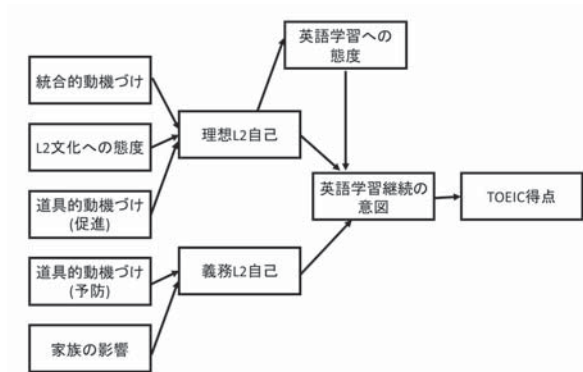 英語学習への
態度
統合的動機づけ
L2文化への態度
理想L2自己
道具的動機づけ
(促進)
英語学習継続の
意図
TOEIC得点
道具的動機づけ
(予防)
義務L2自己
家族の影響